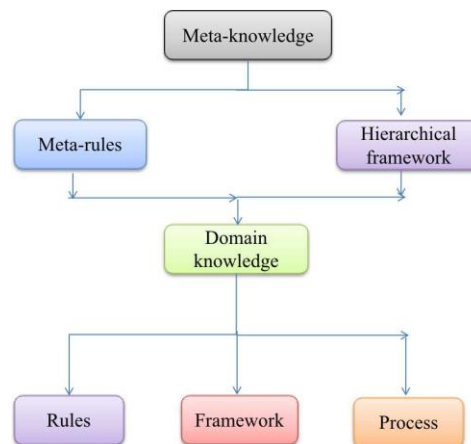 Meta-knowledge
Meta-rules
Hierarchical
framework
Domain
knowledge
Rules
Framework
Process